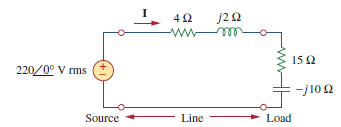 I
4 Ω
j2 Ω
15 Ω
220/0° V rms
+
−
−j10 Ω
Source
Line
Load